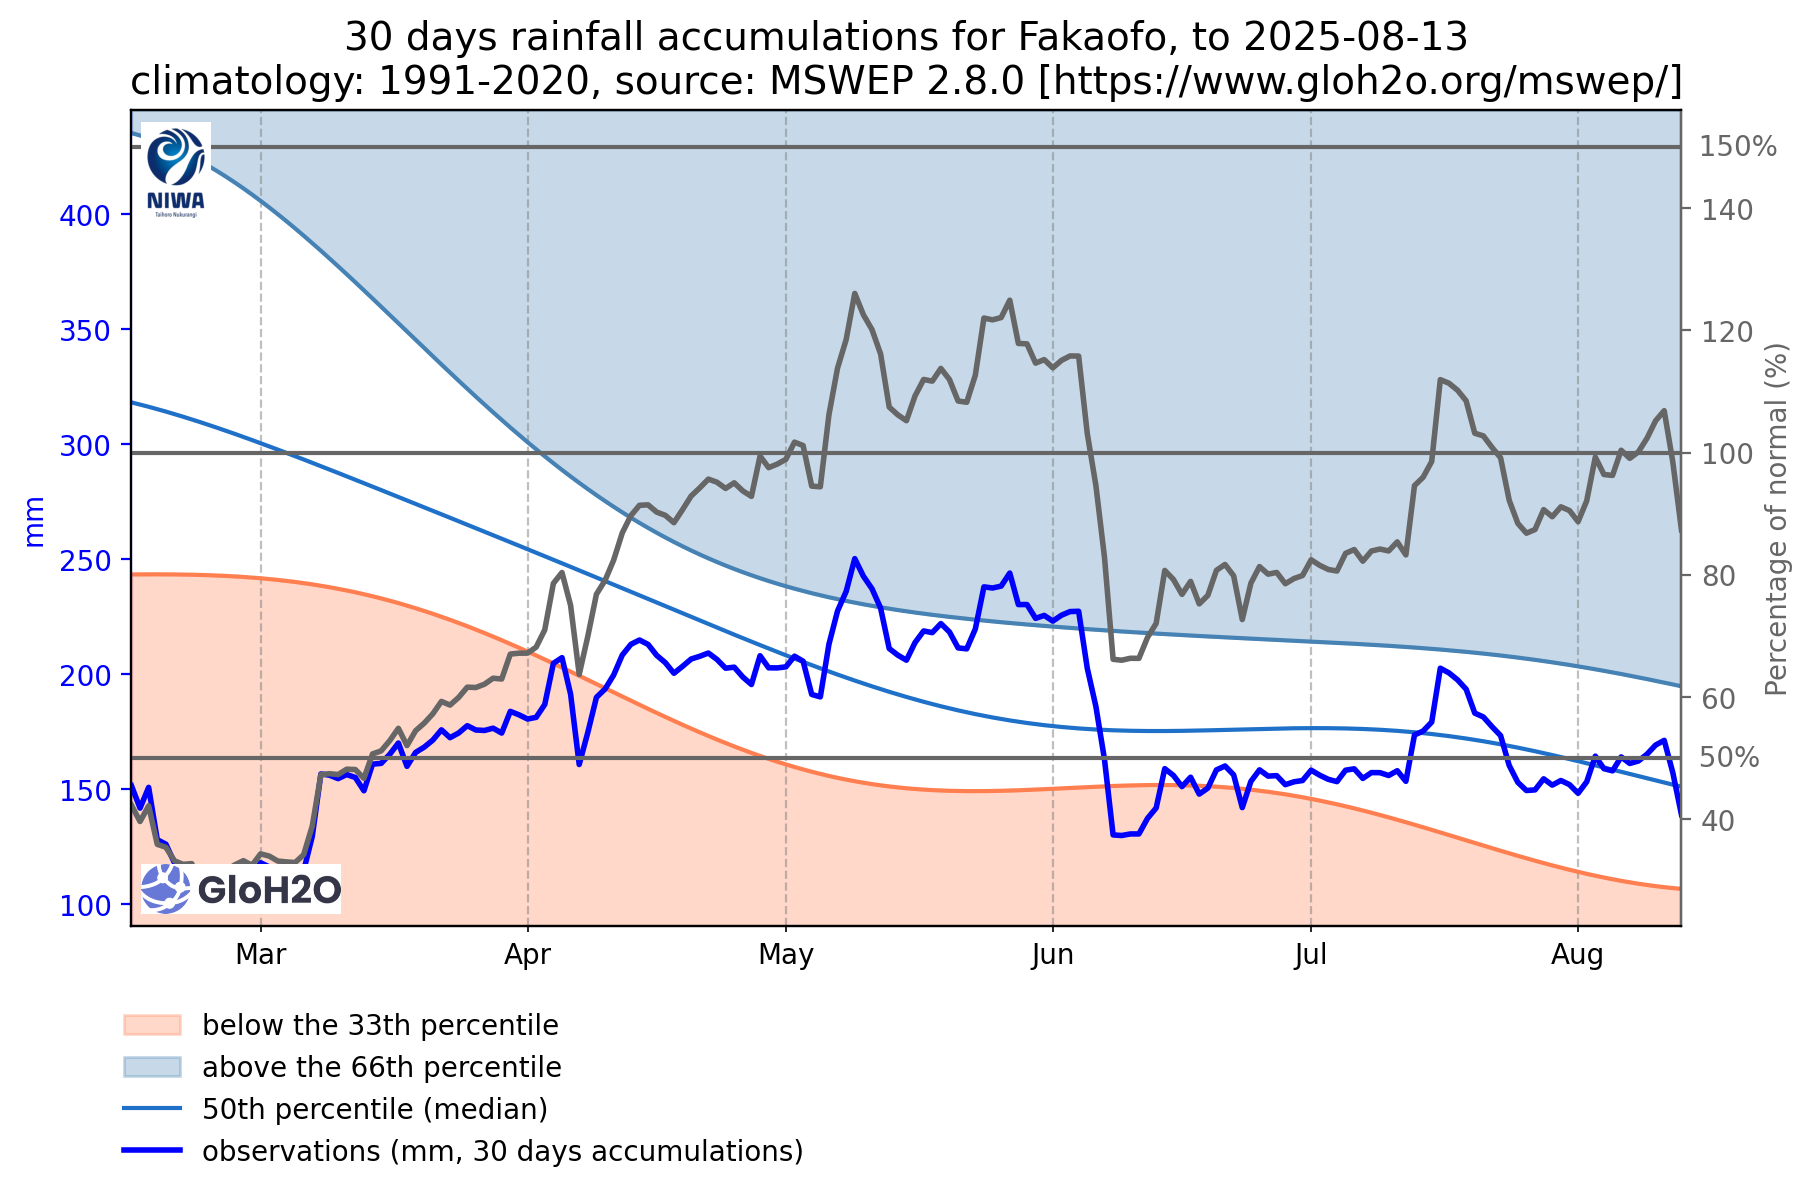 30 days rainfall accumulations for Fakaofo, to 2025-08-13
climatology: 1991-2020, source: MSWEP 2.8.0 [https://www.gloh2o.org/mswep/]
NIWA
Taihoro Nukurangi
400
350
300
250
200
150
100
mm
150%
140
120
100
80
60
50%
40
Percentage of normal (%)
GloH2O
Mar Apr May Jun Jul Aug
below the 33th percentile
above the 66th percentile
50th percentile (median)
observations (mm, 30 days accumulations)